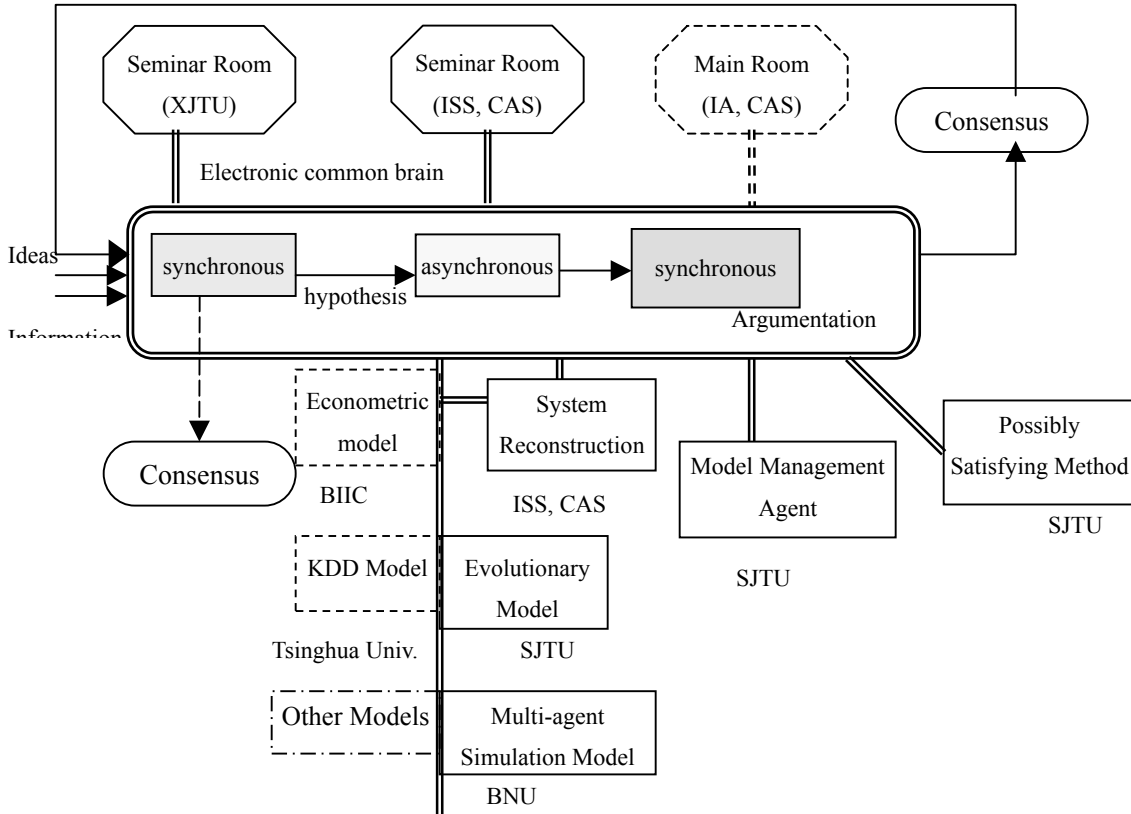 Seminar Room
(XJTU)
Seminar Room
(ISS, CAS)
Main Room
(IA, CAS)
Consensus
Electronic common brain
Ideas
Information
synchronous
hypothesis
asynchronous
synchronous
Argumentation
Econometric
model
BIIC
System
Reconstruction
ISS, CAS
Model Management
Agent
SJTU
Possibly
Satisfying Method
SJTU
Consensus
KDD Model
Tsinghua Univ.
Evolutionary
Model
SJTU
Other Models
Multi-agent
Simulation Model
BNU